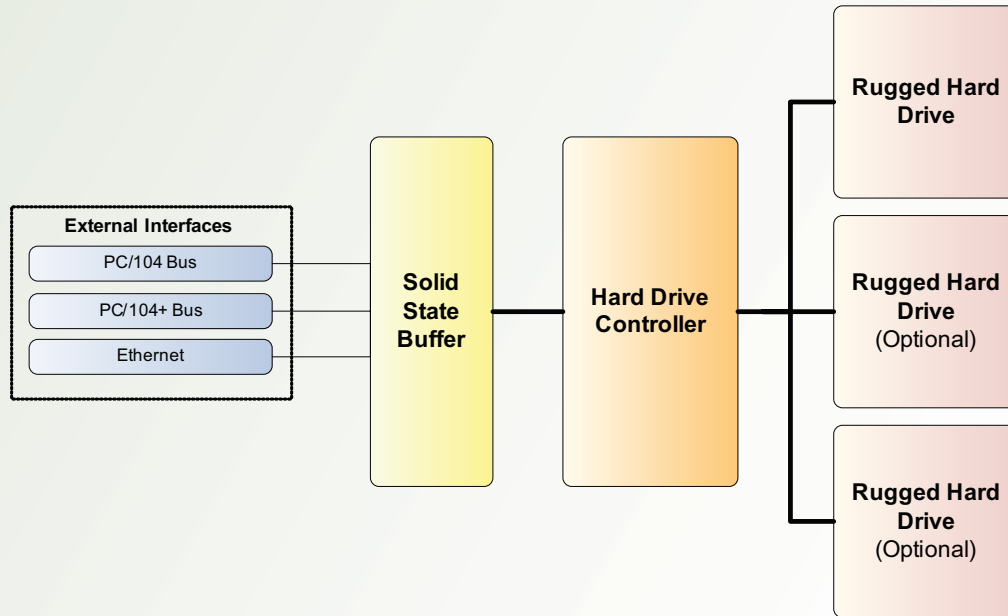 External Interfaces
PC/104 Bus
PC/104+ Bus
Ethernet
Solid
State
Buffer
Hard Drive
Controller
Rugged Hard
Drive
Rugged Hard
Drive
(Optional)
Rugged Hard
Drive
(Optional)